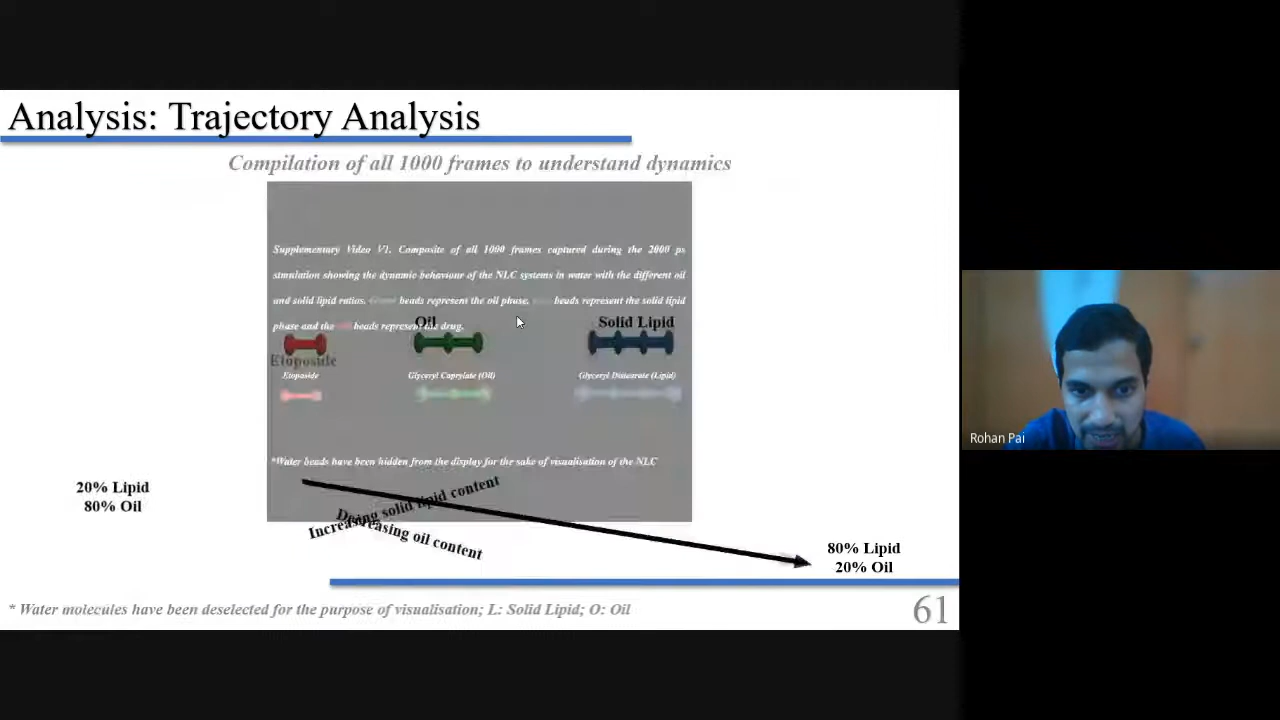 Analysis: Trajectory Analysis
Compilation of all 1000 frames to understand dynamics
Supplementary Video V1. Composite of all 1000 frames captured during the 2000 ps
simulation showing the dynamic behaviour of the NLC systems in water with the different oil
and solid lipid ratios. beads represent the oil phase, beads represent the solid lipid
phase and the beads represent the drug.
Oil
Solid Lipid
Etoposide
Etoposide
Glyceryl Caprylate (Oil)
Glyceryl Distearate (Lipid)
*Water beads have been hidden from the display for the sake of visualisation of the NLC
20% Lipid
80% Oil
solid lipid content
oil content
80% Lipid
20% Oil
* Water molecules have been deselected for the purpose of visualisation; L: Solid Lipid; O: Oil
61
Rohan Pai